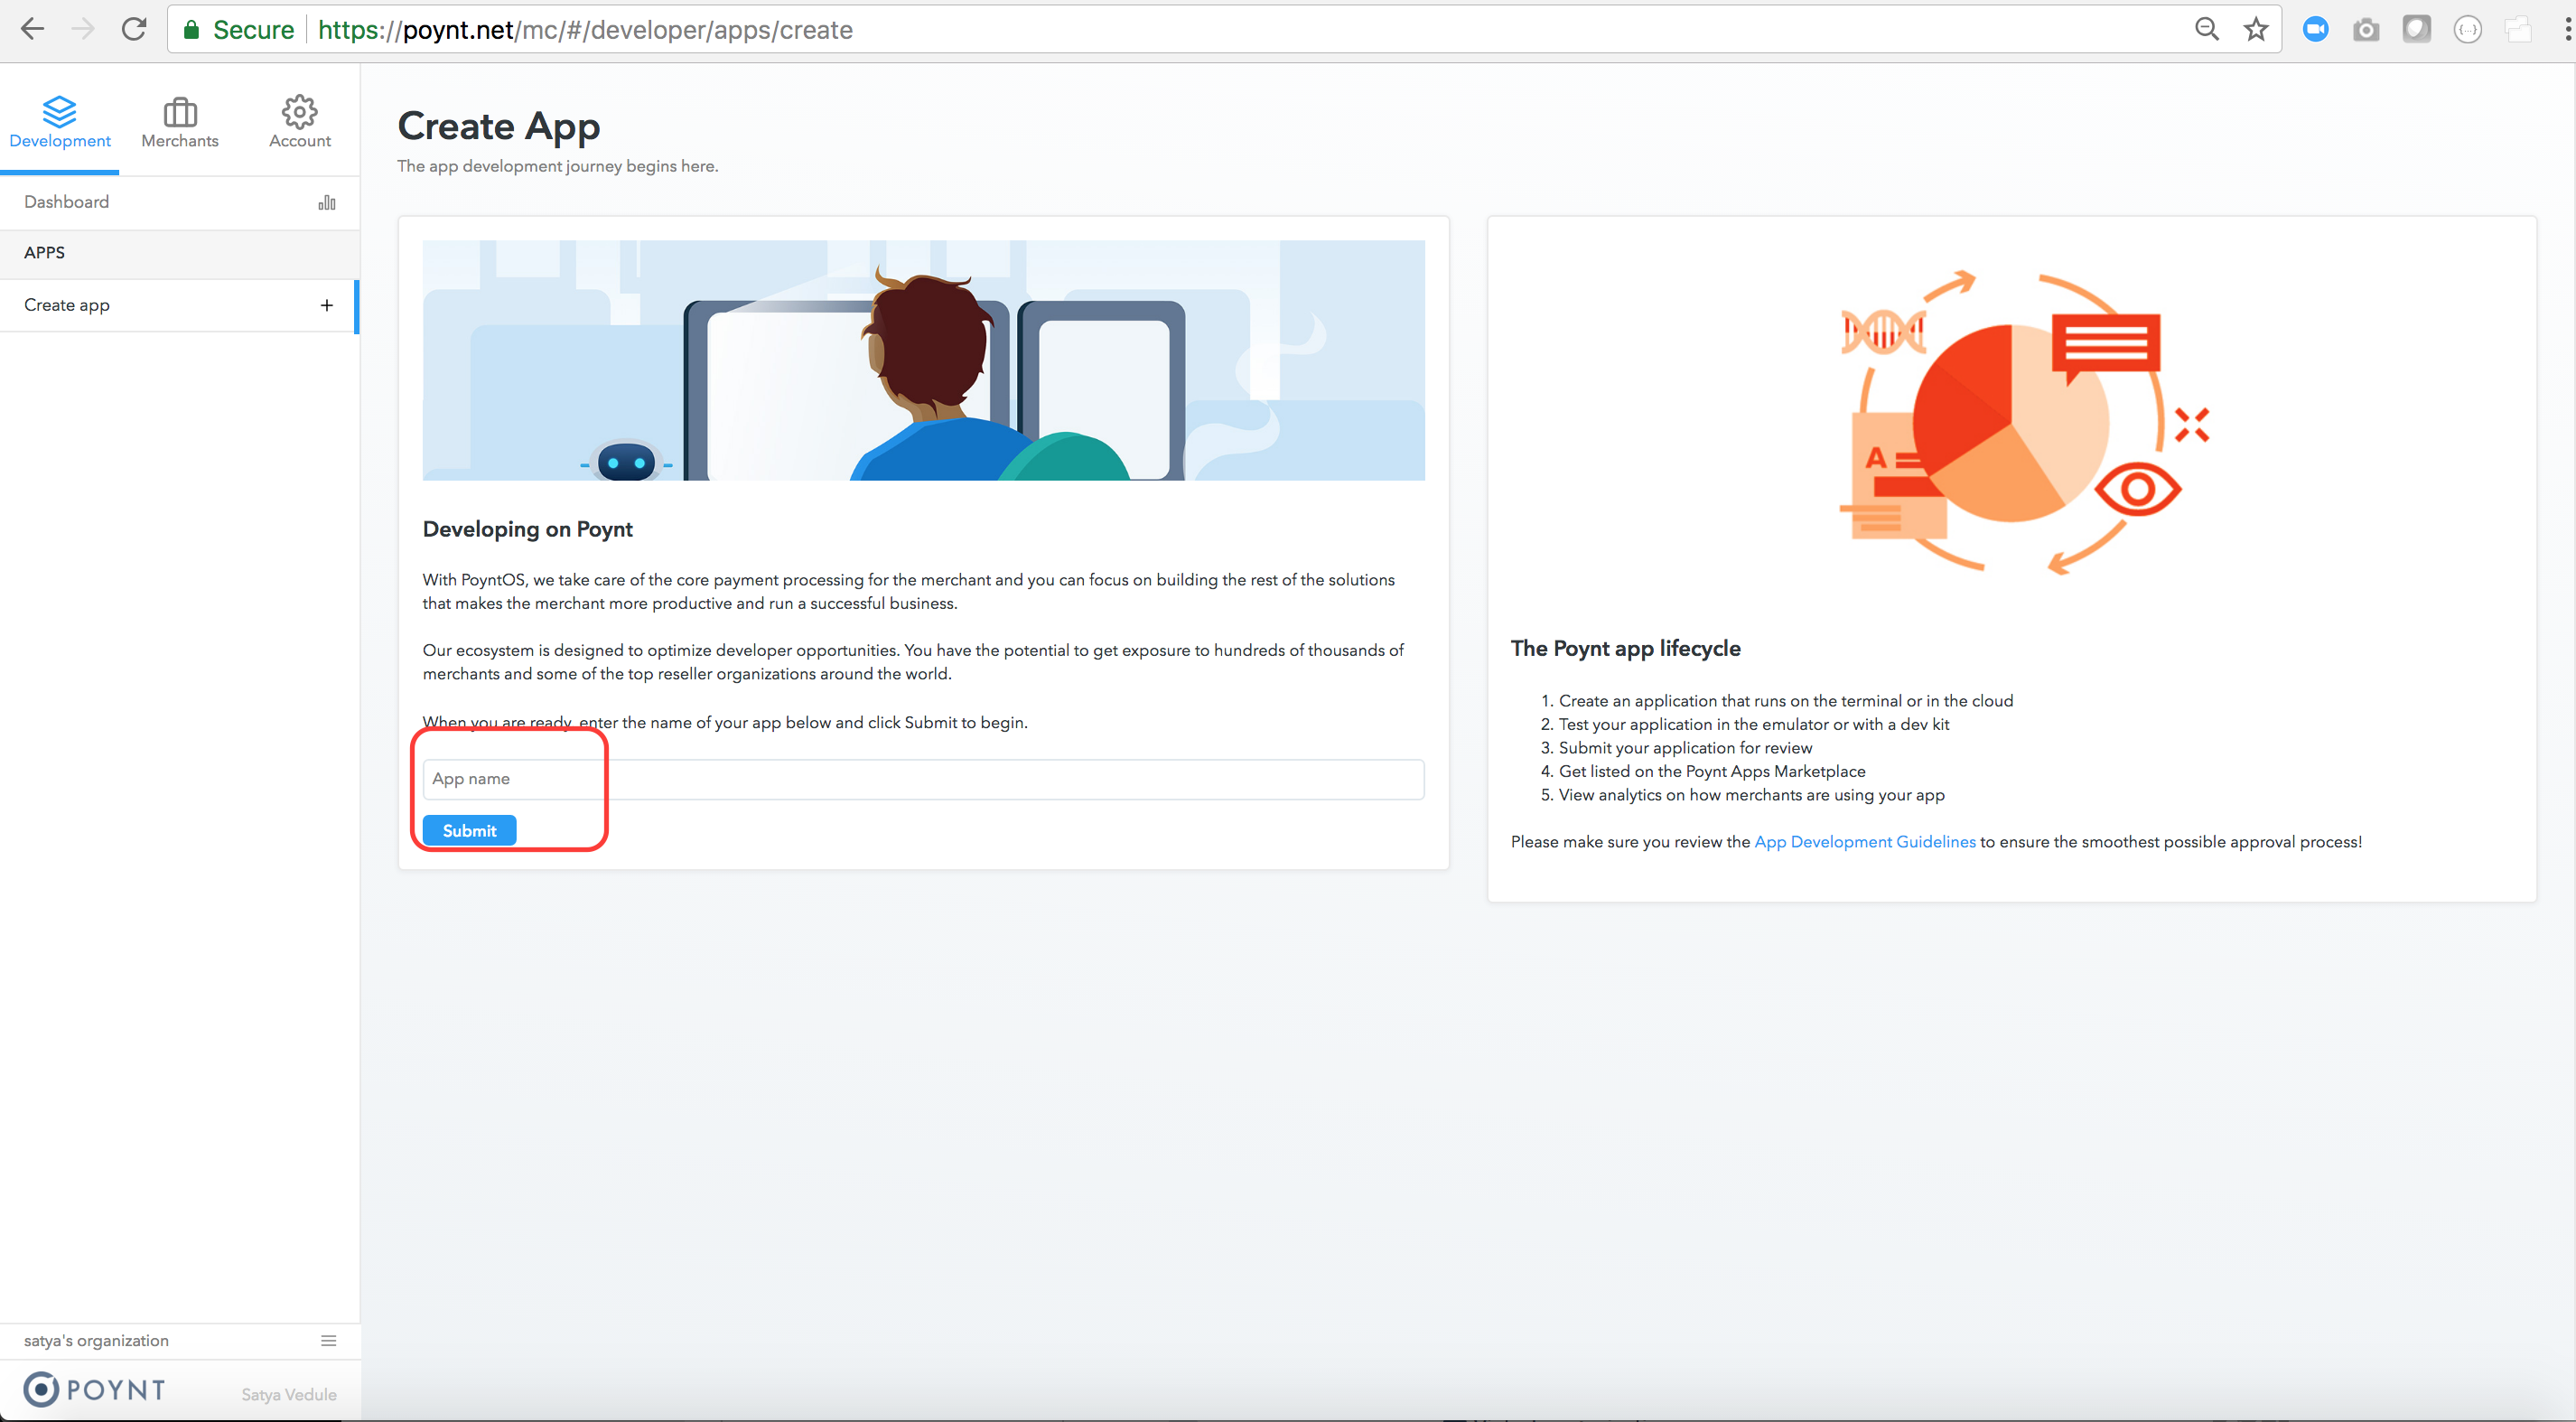 Secure https://poynt.net/mc/#/developer/apps/create
Development Merchants Account
Dashboard
APPS
Create app +
Create App
The app development journey begins here.
Developing on Poynt
With PoyntOS, we take care of the core payment processing for the merchant and you can focus on building the rest of the solutions
that makes the merchant more productive and run a successful business.
Our ecosystem is designed to optimize developer opportunities. You have the potential to get exposure to hundreds of thousands of
merchants and some of the top reseller organizations around the world.
When you are ready, enter the name of your app below and click Submit to begin.
App name
Submit
A
The Poynt app lifecycle
1. Create an application that runs on the terminal or in the cloud
2. Test your application in the emulator or with a dev kit
3. Submit your application for review
4. Get listed on the Poynt Apps Marketplace
5. View analytics on how merchants are using your app
Please make sure you review the App Development Guidelines to ensure the smoothest possible approval process!
satya's organization
POYNT Satya Vedule